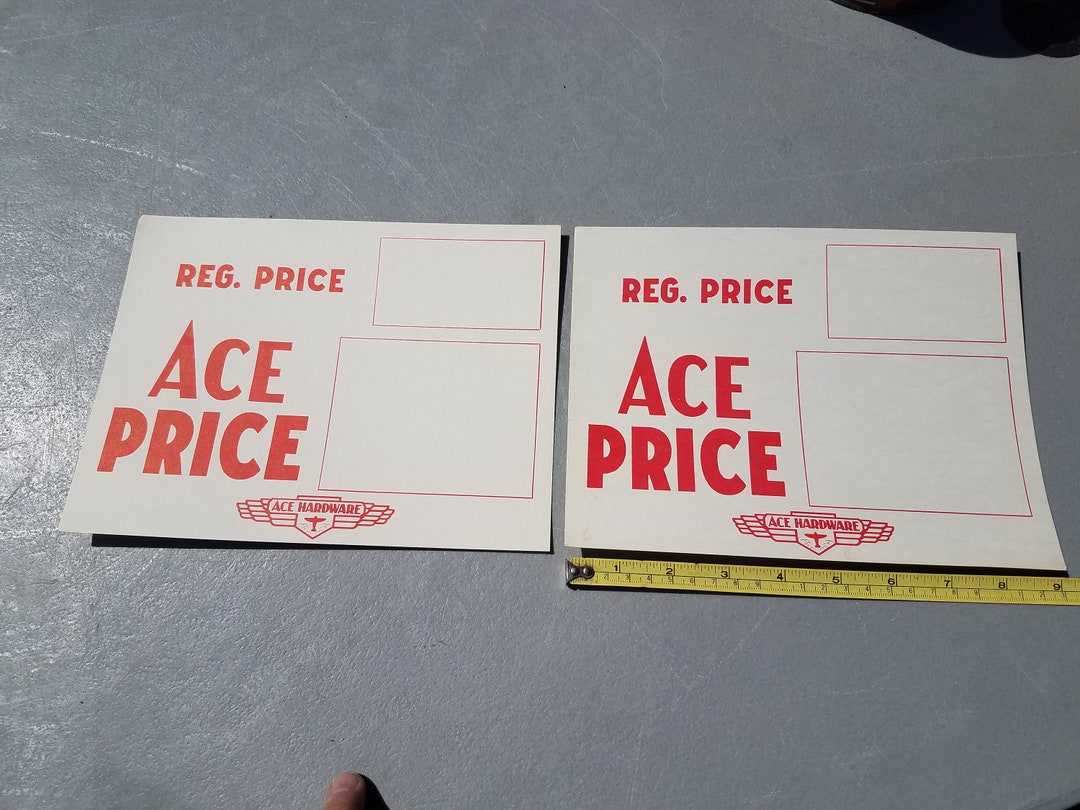 REG. PRICE
ACE
PRICE
ACE HARDWARE
REG. PRICE
ACE
PRICE
ACE HARDWARE
1 2 3 4 5 6 7 8 9